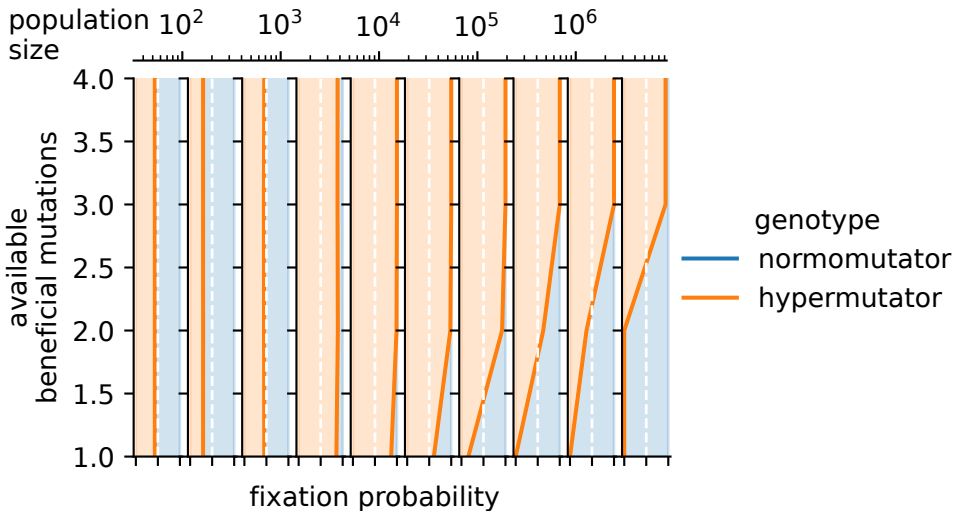 population 10² 10³ 10⁴ 10⁵ 10⁶
size
4.0
3.5
3.0
2.5
2.0
1.5
1.0
available
beneficial mutations
fixation probability
genotype
normomutator
hypermutator